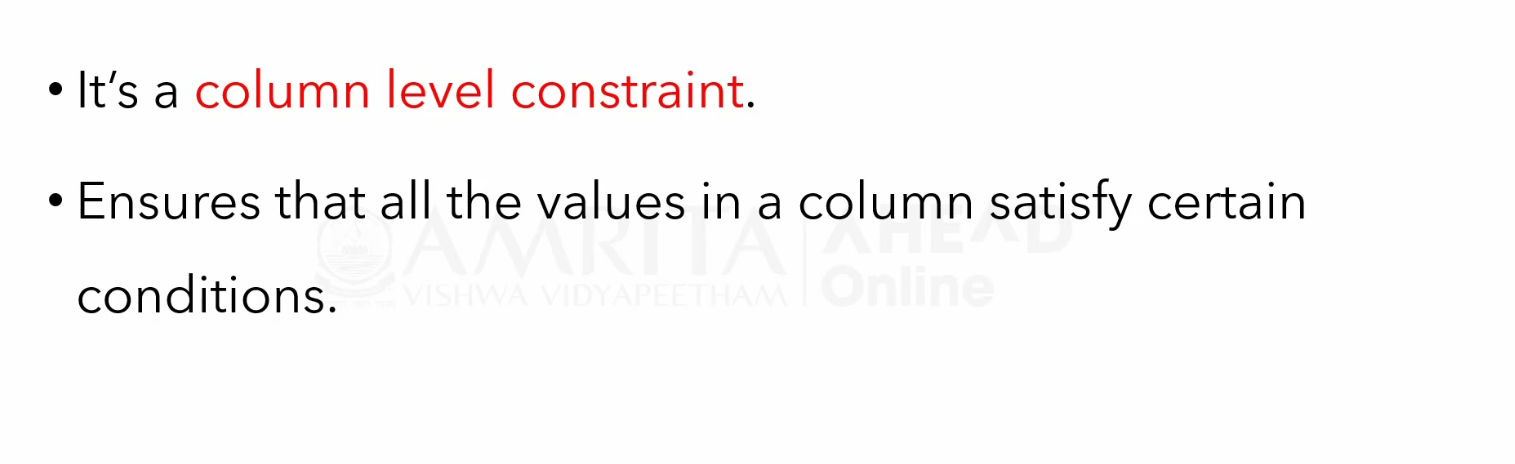 • It’s a column level constraint.
• Ensures that all the values in a column satisfy certain
conditions.
AMRITA
VISHWA VIDYAPEETHAM
AHEAD
Online